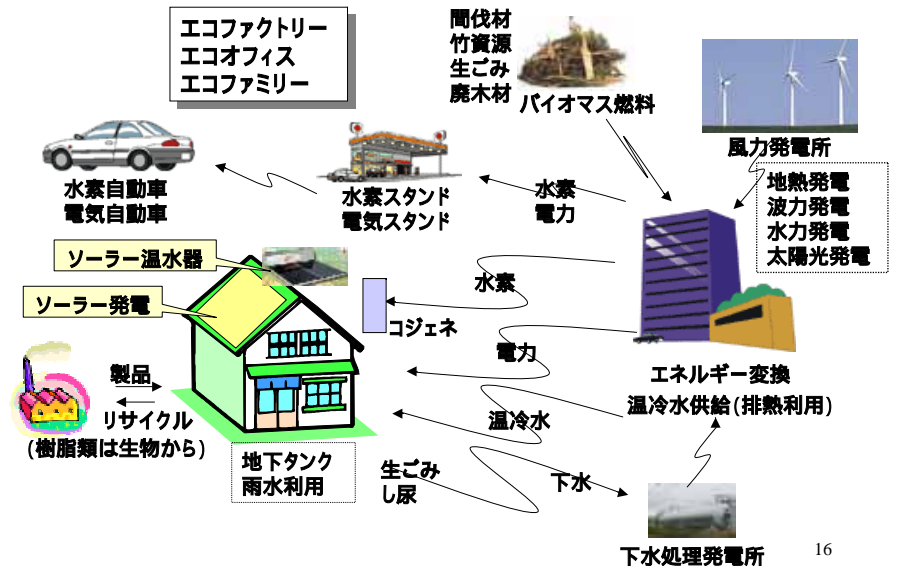 エコファクトリー
エコオフィス
エコファミリー
間伐材
竹資源
生ごみ
廃木材
バイオマス燃料
風力発電所
地熱発電
波力発電
水力発電
太陽光発電
水素自動車
電気自動車
水素スタンド
電気スタンド
水素
電力
ソーラー温水器
ソーラー発電
水素
コジェネ
電力
エネルギー変換
温冷水供給(排熱利用)
製品
リサイクル
(樹脂類は生物から)
温冷水
地下タンク
雨水利用
生ごみ
し尿
下水
下水処理発電所
16